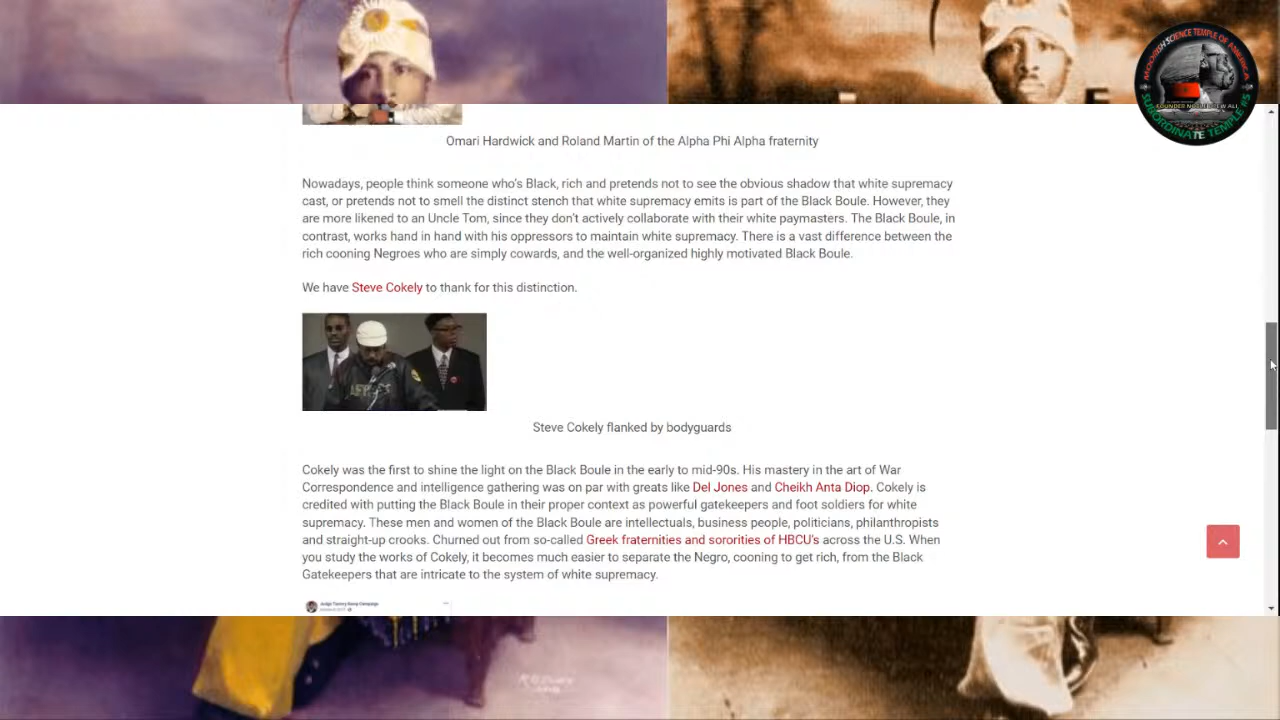 MOORISH SCIENCE TEMPLE OF AMERICA
FOUNDER NOBLE DREW ALI
SUBORDINATE TEMPLE #5
Omari Hardwick and Roland Martin of the Alpha Phi Alpha fraternity
Nowadays, people think someone who's Black, rich and pretends not to see the obvious shadow that white supremacy
cast, or pretends not to smell the distinct stench that white supremacy emits is part of the Black Boule. However, they
are more likened to an Uncle Tom, since they don't actively collaborate with their white paymasters. The Black Boule, in
contrast, works hand in hand with his oppressors to maintain white supremacy. There is a vast difference between the
rich cooning Negroes who are simply cowards, and the well-organized highly motivated Black Boule.
We have Steve Cokely to thank for this distinction.
Steve Cokely flanked by bodyguards
Cokely was the first to shine the light on the Black Boule in the early to mid-90s. His mastery in the art of War
Correspondence and intelligence gathering was on par with greats like Del Jones and Cheikh Anta Diop. Cokely is
credited with putting the Black Boule in their proper context as powerful gatekeepers and foot soldiers for white
supremacy. These men and women of the Black Boule are intellectuals, business people, politicians, philanthropists
and straight-up crooks. Churned out from so-called Greek fraternities and sororities of HBCU's across the U.S. When
you study the works of Cokely, it becomes much easier to separate the Negro, cooning to get rich, from the Black
Gatekeepers that are intricate to the system of white supremacy.